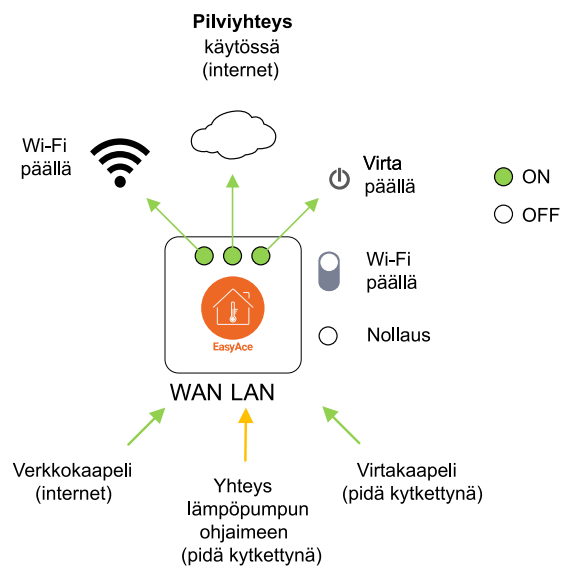 Pilviyhteys
käytössä
(internet)
Wi-Fi
päällä
Virta
päällä
ON
OFF
Wi-Fi
päällä
Nollaus
EasyAce
WAN LAN
Verkkokaapeli
(internet)
Yhteys
lämpöpumpun
ohjaimeen
(pidä kytkettynä)
Virtakaapeli
(pidä kytkettynä)